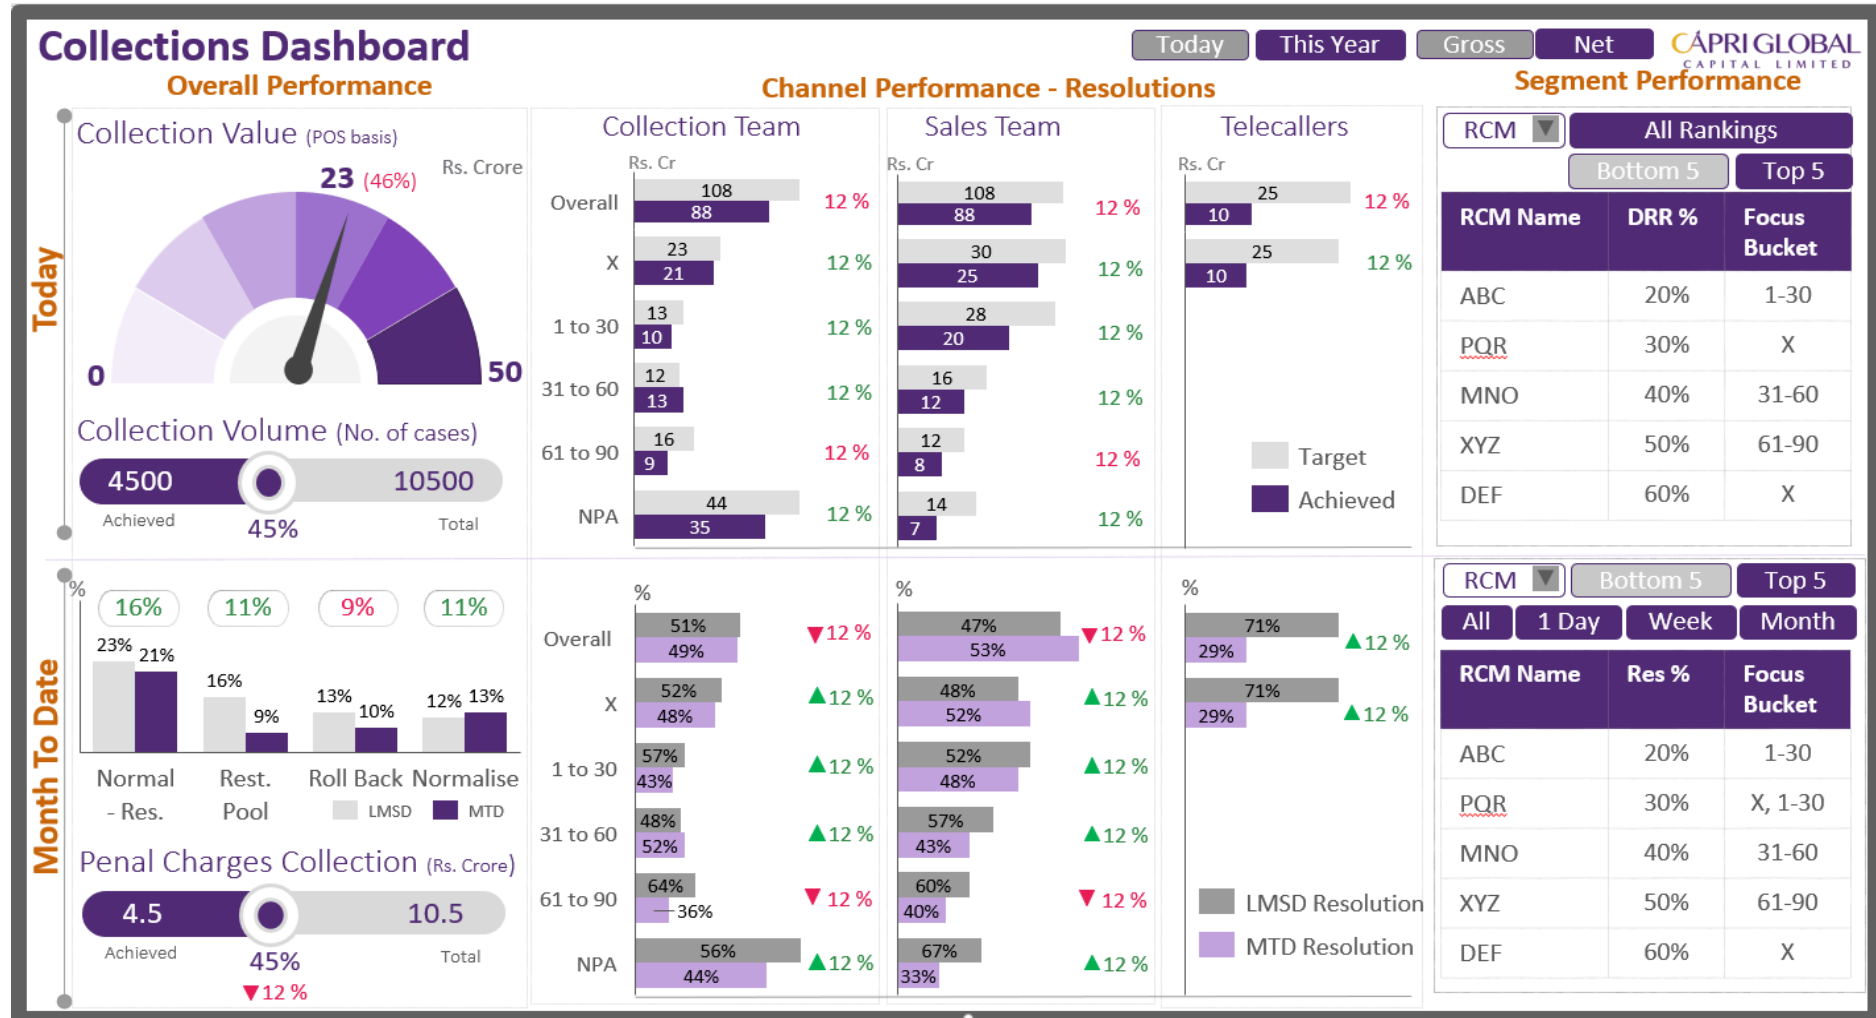 Collections Dashboard
Today
This Year
Gross
Net
CAPRI GLOBAL
CAPITAL LIMITED
Overall Performance
Channel Performance - Resolutions
Segment Performance
Today
Collection Value (POS basis)
Rs. Crore
23 (46%)
0
50
Collection Volume (No. of cases)
4500
10500
Achieved
45%
Total
Collection Team
Rs. Cr
Overall
108
88
12 %
X
23
21
12 %
1 to 30
13
10
12 %
31 to 60
12
13
12 %
61 to 90
16
9
12 %
NPA
44
35
12 %
Sales Team
Rs. Cr
108
88
12 %
30
25
12 %
28
20
12 %
16
12
12 %
12
8
12 %
14
7
12 %
Telecallers
Rs. Cr
25
10
12 %
25
10
12 %
Target
Achieved
RCM ▼
All Rankings
Bottom 5
Top 5
RCM Name DRR % Focus
Bucket
ABC 20% 1-30
PQR 30% X
MNO 40% 31-60
XYZ 50% 61-90
DEF 60% X
Month To Date
%
16%
11%
9%
11%
23%
21%
16%
9%
13%
10%
12%
13%
Normal
- Res.
Rest.
Pool
Roll Back
Normalise
LMSD
MTD
Penal Charges Collection (Rs. Crore)
4.5
10.5
Achieved
45%
Total
▼12 %
%
Overall
51%
49%
▼12 %
X
52%
48%
▲12 %
1 to 30
57%
43%
▲12 %
31 to 60
48%
52%
▲12 %
61 to 90
64%
36%
▼12 %
NPA
56%
44%
▲12 %
%
47%
53%
▼12 %
48%
52%
▲12 %
52%
48%
▲12 %
57%
43%
▲12 %
60%
40%
▼12 %
67%
33%
▲12 %
%
71%
29%
▲12 %
71%
29%
▲12 %
LMSD Resolution
MTD Resolution
RCM ▼
Bottom 5
Top 5
All
1 Day
Week
Month
RCM Name Res % Focus
Bucket
ABC 20% 1-30
PQR 30% X, 1-30
MNO 40% 31-60
XYZ 50% 61-90
DEF 60% X